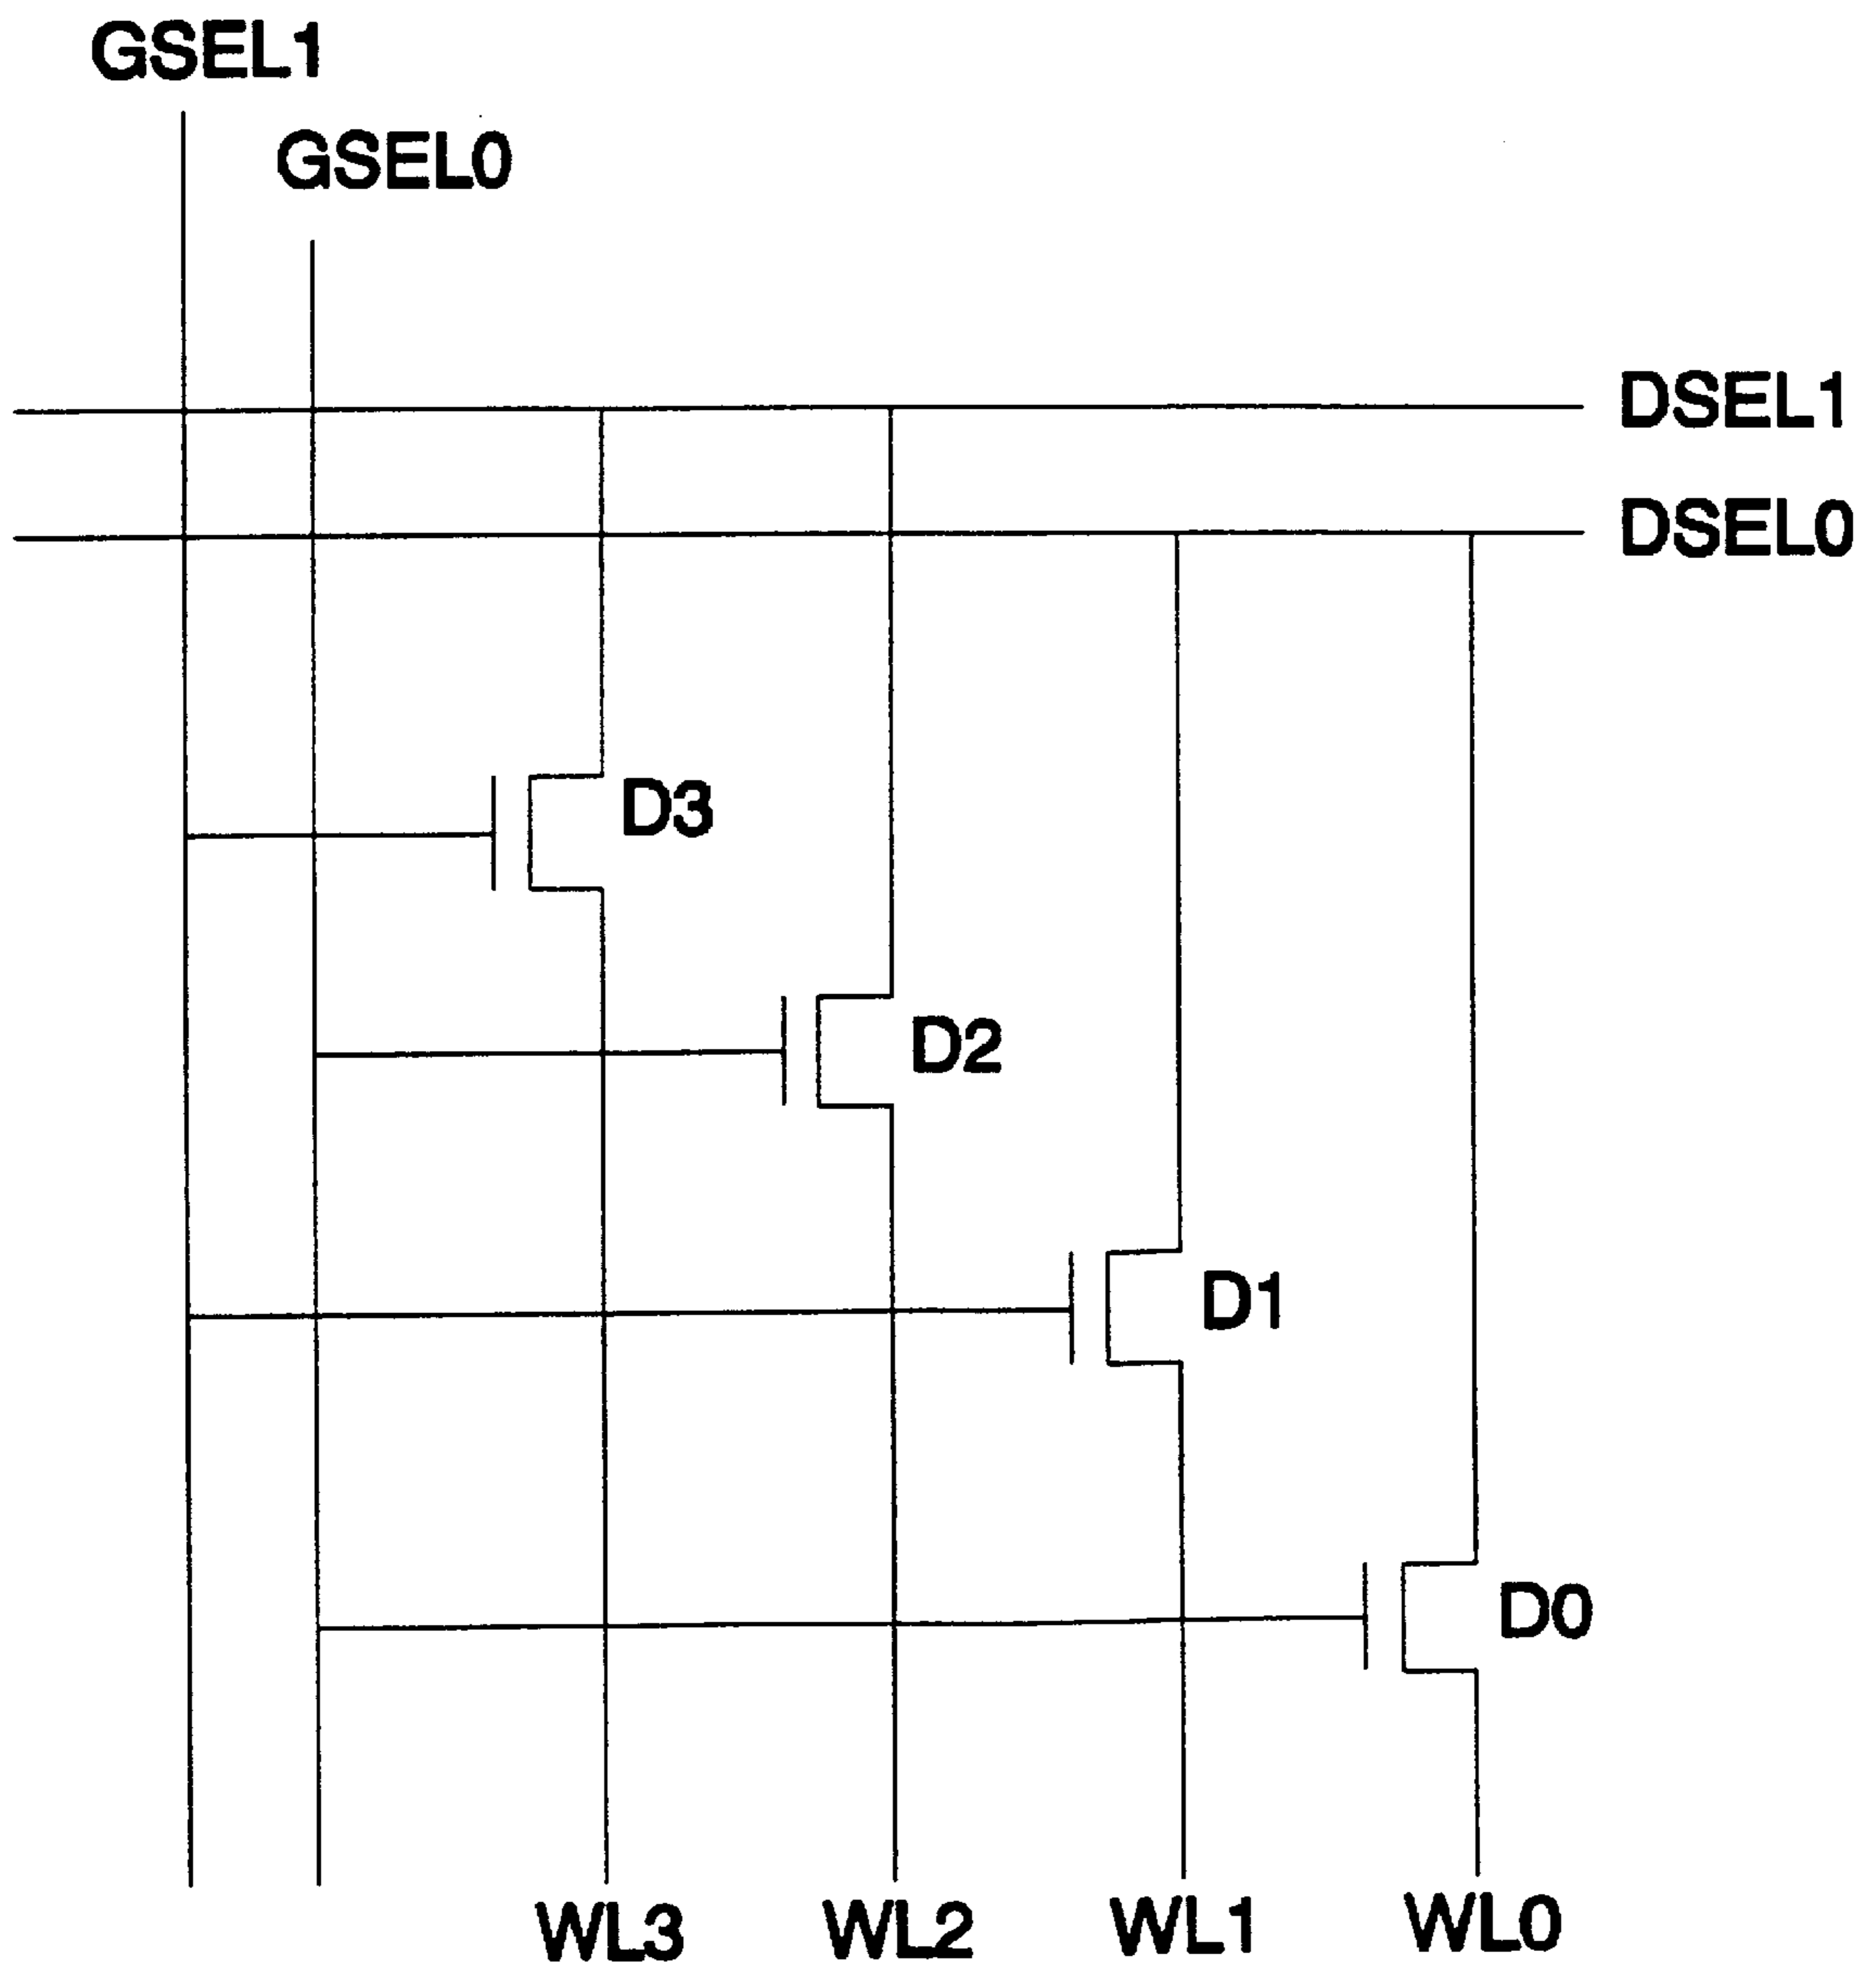 GSEL1
GSEL0
DSEL1
DSEL0
D3
D2
D1
D0
WL3 WL2 WL1 WL0